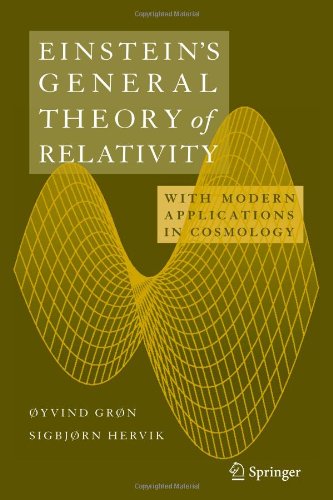 EINSTEIN'S
GENERAL
THEORY of
RELATIVITY
WITH MODERN
APPLICATIONS
IN COSMOLOGY
ØYVIND GRØN
SIGBJØRN HERVIK
Springer